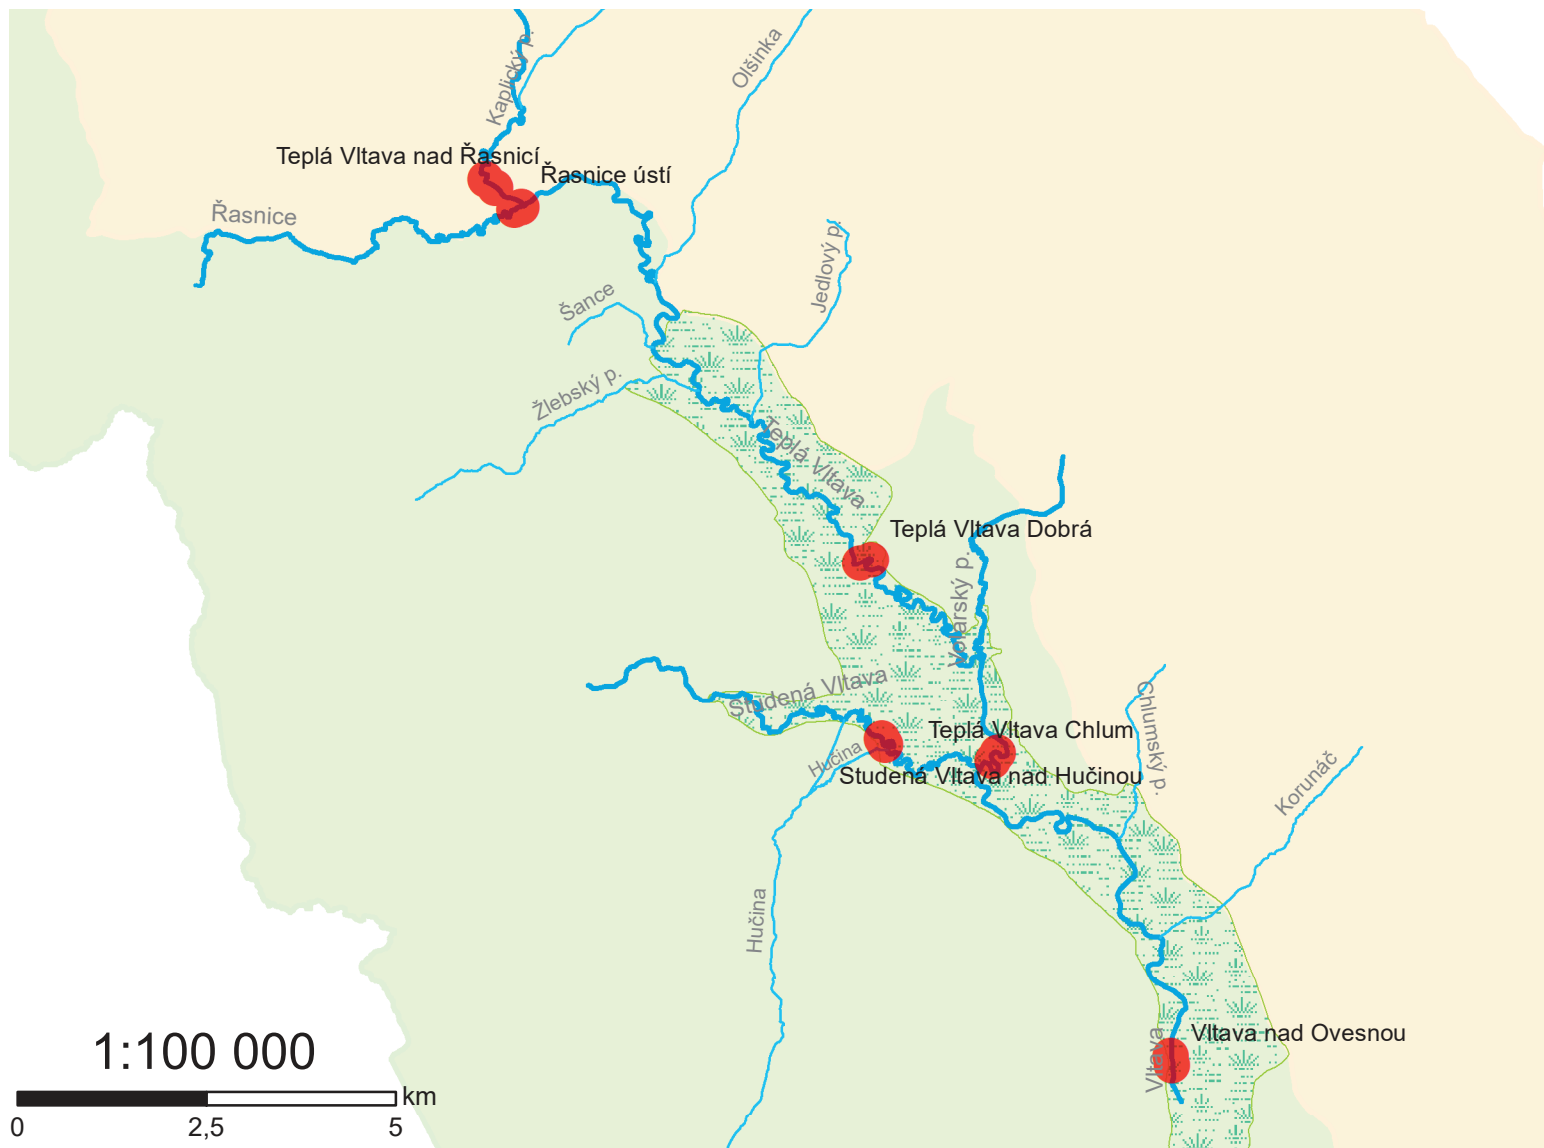 Kaplický p.
Olšinka
Teplá Vltava nad Řasnicí
Řasnice ústí
Řasnice
Jedlový p.
Šance
Žlebský p.
Teplá Vltava
Teplá Vltava Dobrá
Volarský p.
Studená Vltava
Chlumský p.
Teplá Vltava Chlum
Hučina
Studená Vltava nad Hučinou
Korunáč
Hučina
Vltava nad Ovesnou
Vltava
1:100 000
km
0
2,5
5